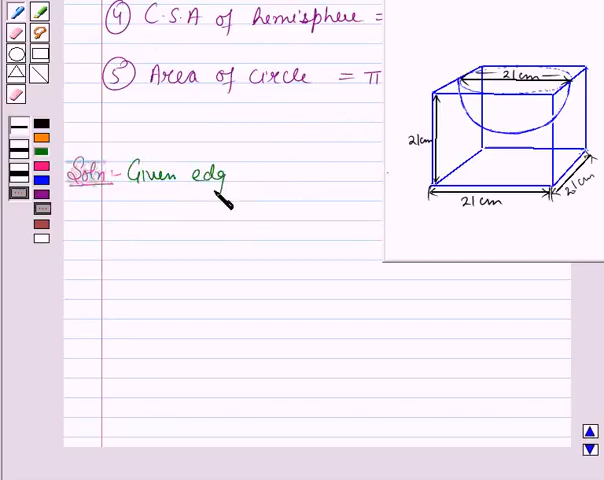 ④ C.S.A of hemisphere =
⑤ Area of circle = π
Soln:- Given edg
21cm
21cm
21cm
21cm